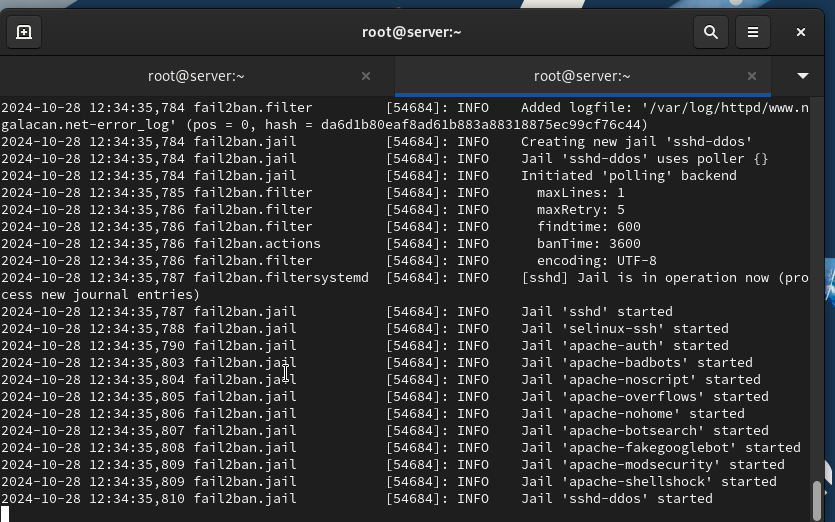 root@server:~
root@server:~
root@server:~
2024-10-28 12:34:35,784 fail2ban.filter         [54684]: INFO    Added logfile: '/var/log/httpd/www.n
galacan.net-error_log' (pos = 0, hash = da6d1b80eaf8ad61b883a88318875ec99cf76c44)
2024-10-28 12:34:35,784 fail2ban.jail           [54684]: INFO    Creating new jail 'sshd-ddos'
2024-10-28 12:34:35,784 fail2ban.jail           [54684]: INFO    Jail 'sshd-ddos' uses poller {}
2024-10-28 12:34:35,784 fail2ban.jail           [54684]: INFO    Initiated 'polling' backend
2024-10-28 12:34:35,785 fail2ban.filter         [54684]: INFO      maxLines: 1
2024-10-28 12:34:35,786 fail2ban.filter         [54684]: INFO      maxRetry: 5
2024-10-28 12:34:35,786 fail2ban.filter         [54684]: INFO      findtime: 600
2024-10-28 12:34:35,786 fail2ban.actions        [54684]: INFO      banTime: 3600
2024-10-28 12:34:35,786 fail2ban.filter         [54684]: INFO      encoding: UTF-8
2024-10-28 12:34:35,787 fail2ban.filtersystemd  [54684]: INFO    [sshd] Jail is in operation now (pro
cess new journal entries)
2024-10-28 12:34:35,787 fail2ban.jail           [54684]: INFO    Jail 'sshd' started
2024-10-28 12:34:35,788 fail2ban.jail           [54684]: INFO    Jail 'selinux-ssh' started
2024-10-28 12:34:35,790 fail2ban.jail           [54684]: INFO    Jail 'apache-auth' started
2024-10-28 12:34:35,803 fail2ban.jail           [54684]: INFO    Jail 'apache-badbots' started
2024-10-28 12:34:35,804 fail2ban.jail           [54684]: INFO    Jail 'apache-noscript' started
2024-10-28 12:34:35,805 fail2ban.jail           [54684]: INFO    Jail 'apache-overflows' started
2024-10-28 12:34:35,806 fail2ban.jail           [54684]: INFO    Jail 'apache-nohome' started
2024-10-28 12:34:35,807 fail2ban.jail           [54684]: INFO    Jail 'apache-botsearch' started
2024-10-28 12:34:35,808 fail2ban.jail           [54684]: INFO    Jail 'apache-fakegooglebot' started
2024-10-28 12:34:35,809 fail2ban.jail           [54684]: INFO    Jail 'apache-modsecurity' started
2024-10-28 12:34:35,809 fail2ban.jail           [54684]: INFO    Jail 'apache-shellshock' started
2024-10-28 12:34:35,810 fail2ban.jail           [54684]: INFO    Jail 'sshd-ddos' started